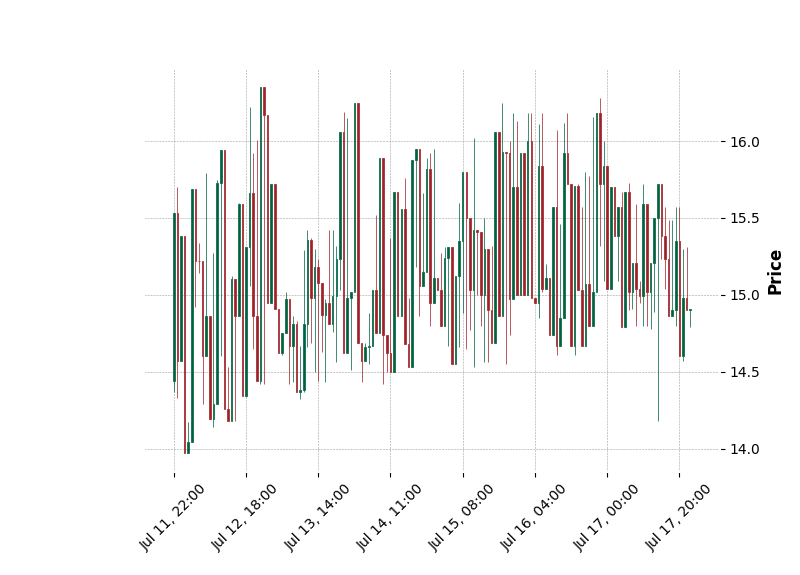 16.0
15.5
15.0
14.5
14.0
Price
Jul 11, 22:00
Jul 12, 18:00
Jul 13, 14:00
Jul 14, 11:00
Jul 15, 08:00
Jul 16, 04:00
Jul 17, 00:00
Jul 17, 20:00